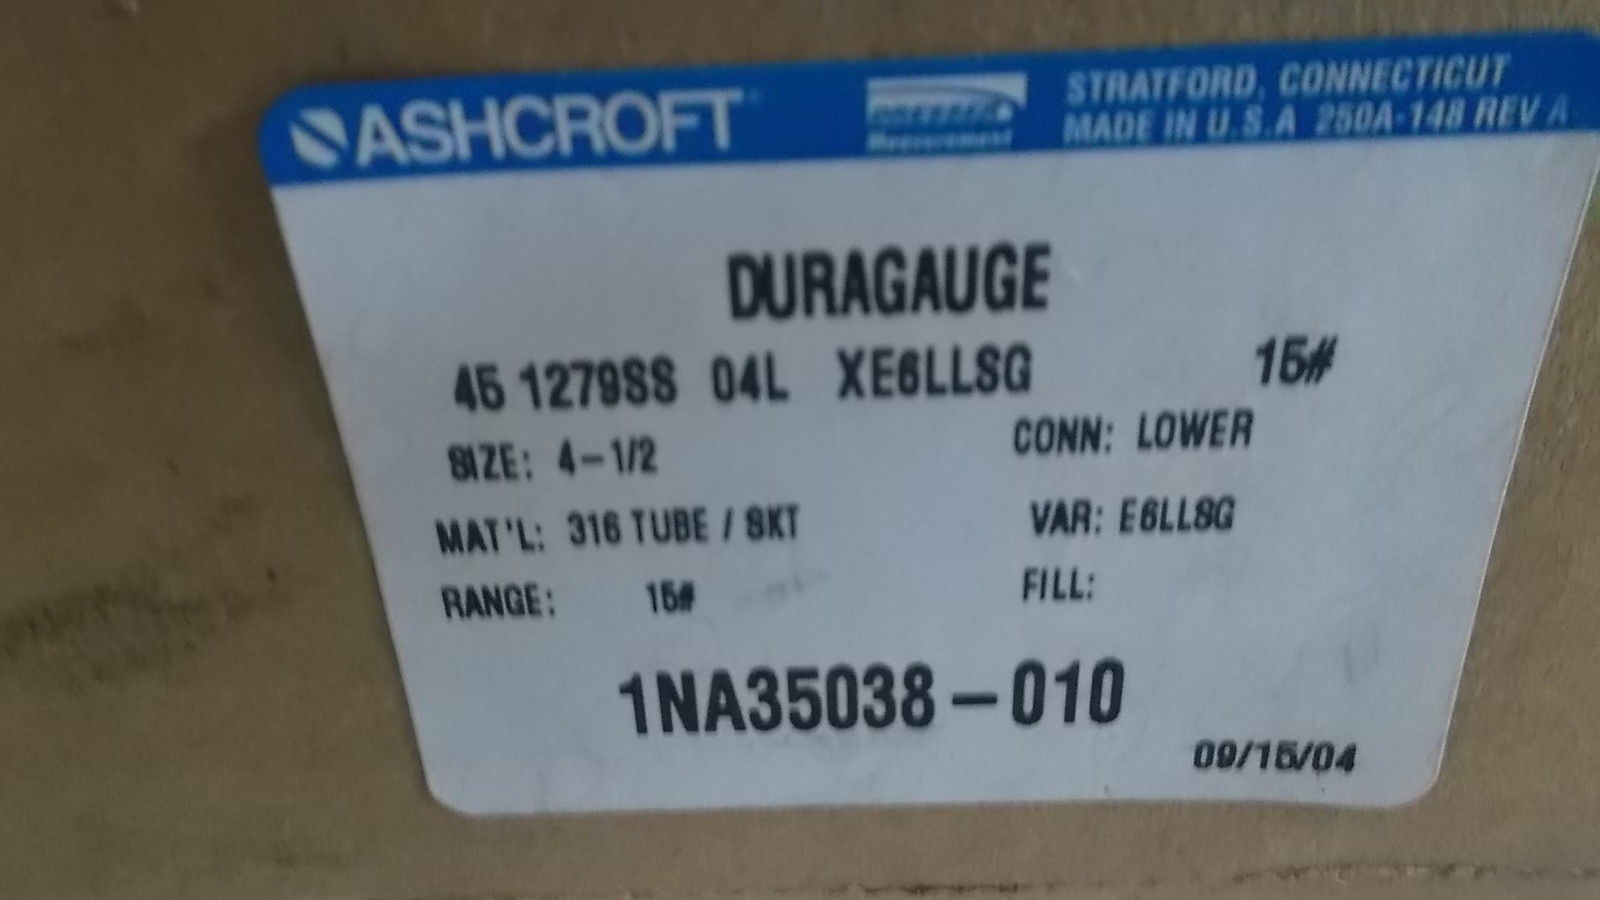 ASHCROFT
Measurement
STRATFORD, CONNECTICUT
MADE IN U.S.A 250A-148 REV A
DURAGAUGE
45 1279SS 04L XE6LLSG 15#
SIZE: 4-1/2 CONN: LOWER
MAT'L: 316 TUBE / SKT VAR: E6LLSG
RANGE: 15# FILL:
1NA35038-010
09/15/04